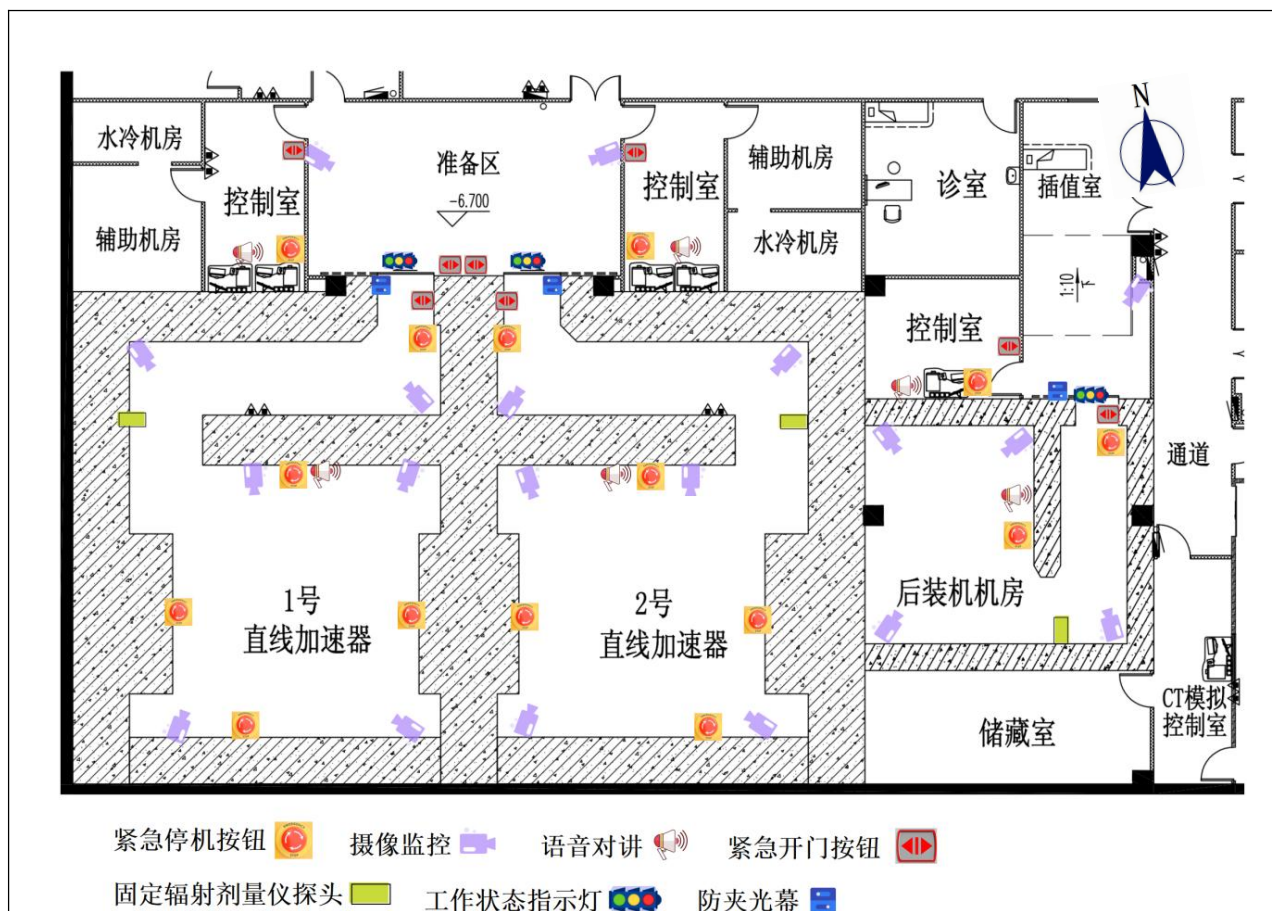 N
水冷机房
准备区
控制室
-6.700
控制室
辅助机房
诊室
插值室
辅助机房
水冷机房
1:10
下
控制室
通道
1号
直线加速器
2号
直线加速器
后装机机房
储藏室
CT模拟
控制室
紧急停机按钮
摄像监控
语音对讲
紧急开门按钮
固定辐射剂量仪探头
工作状态指示灯
防夹光幕